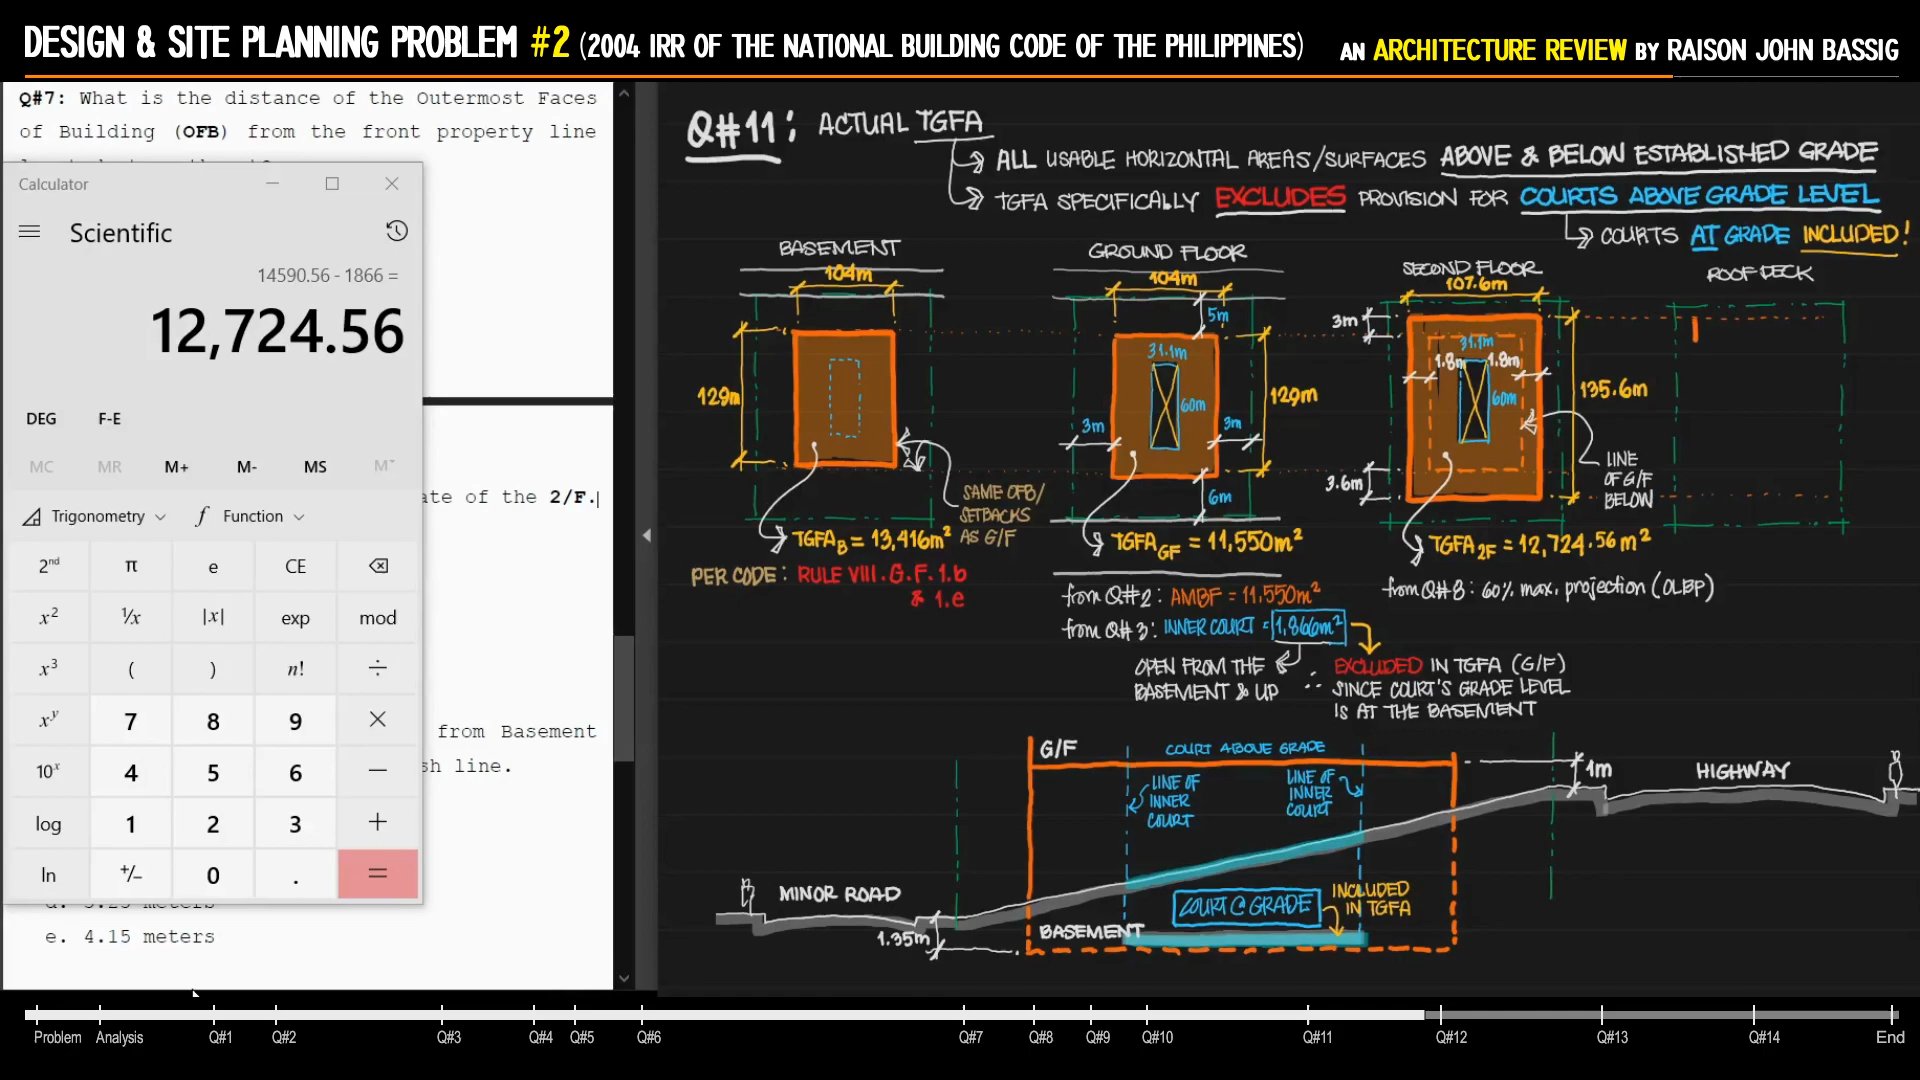 DESIGN & SITE PLANNING PROBLEM #2 (2004 IRR OF THE NATIONAL BUILDING CODE OF THE PHILIPPINES)
AN ARCHITECTURE REVIEW BY RAISON JOHN BASSIG
Q#7: What is the distance of the Outermost Faces
of Building (OFB) from the front property line
Calculator
Scientific
14590.56 - 1866 =
12,724.56
DEG F-E
MC MR M+ M- MS M˅
Trigonometry Function
2nd π e CE
x² ¹/x |x| exp mod
x³ ( ) n! ÷
xʸ 7 8 9 ×
10ˣ 4 5 6 −
log 1 2 3 +
ln +/− 0 . =
ate of the 2/F.
from Basement
sh line.
e. 4.15 meters
Q#11: ACTUAL TGFA
ALL USABLE HORIZONTAL AREAS/SURFACES ABOVE & BELOW ESTABLISHED GRADE
TGFA SPECIFICALLY EXCLUDES PROVISION FOR COURTS ABOVE GRADE LEVEL
COURTS AT GRADE INCLUDED!
BASEMENT
104m
129m
SAME OFB/
SETBACKS
AS G/F
TGFA_B = 13,416m²
PER CODE: RULE VIII.G.F.1.b
& 1.e
GROUND FLOOR
104m
5m
31.1m
60m
129m
3m
3m
6m
TGFA_GF = 11,550m²
from Q#2: AMBF = 11,550m²
from Q#3: INNER COURT = 1,866m²
OPEN FROM THE
BASEMENT & UP
∴ EXCLUDED IN TGFA (G/F)
SINCE COURT'S GRADE LEVEL
IS AT THE BASEMENT
SECOND FLOOR
107.6m
3m
31.1m
1.8m 1.8m
60m
135.6m
3.6m
LINE
OF G/F
BELOW
TGFA_2F = 12,724.56m²
from Q#8: 60% max. projection (OLBP)
ROOF DECK
G/F
COURT ABOVE GRADE
LINE OF
INNER
COURT
LINE OF
INNER
COURT
1m
HIGHWAY
MINOR ROAD
1.35m
BASEMENT
COURT @ GRADE
INCLUDED
IN TGFA
Problem Analysis Q#1 Q#2 Q#3 Q#4 Q#5 Q#6 Q#7 Q#8 Q#9 Q#10 Q#11 Q#12 Q#13 Q#14 End